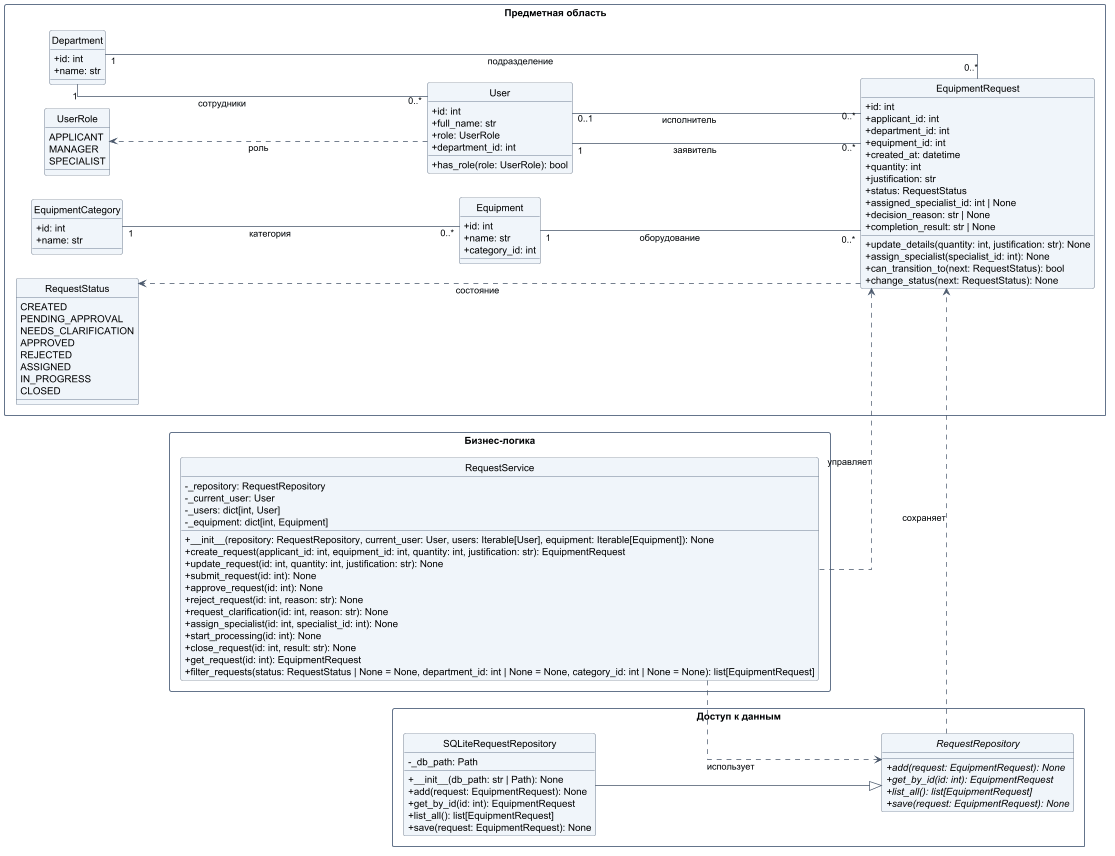 Предметная область
Department
+id: int
+name: str
1
подразделение
0..*
1
сотрудники
0..*
UserRole
APPLICANT
MANAGER
SPECIALIST
роль
User
+id: int
+full_name: str
+role: UserRole
+department_id: int
+has_role(role: UserRole): bool
0..1
исполнитель
0..*
1
заявитель
0..*
EquipmentRequest
+id: int
+applicant_id: int
+department_id: int
+equipment_id: int
+created_at: datetime
+quantity: int
+justification: str
+status: RequestStatus
+assigned_specialist_id: int | None
+decision_reason: str | None
+completion_result: str | None
+update_details(quantity: int, justification: str): None
+assign_specialist(specialist_id: int): None
+can_transition_to(next: RequestStatus): bool
+change_status(next: RequestStatus): None
EquipmentCategory
+id: int
+name: str
1
категория
0..*
Equipment
+id: int
+name: str
+category_id: int
1
оборудование
0..*
RequestStatus
CREATED
PENDING_APPROVAL
NEEDS_CLARIFICATION
APPROVED
REJECTED
ASSIGNED
IN_PROGRESS
CLOSED
состояние
Бизнес-логика
RequestService
-_repository: RequestRepository
-_current_user: User
-_users: dict[int, User]
-_equipment: dict[int, Equipment]
+__init__(repository: RequestRepository, current_user: User, users: Iterable[User], equipment: Iterable[Equipment]): None
+create_request(applicant_id: int, equipment_id: int, quantity: int, justification: str): EquipmentRequest
+update_request(id: int, quantity: int, justification: str): None
+submit_request(id: int): None
+approve_request(id: int): None
+reject_request(id: int, reason: str): None
+request_clarification(id: int, reason: str): None
+assign_specialist(id: int, specialist_id: int): None
+start_processing(id: int): None
+close_request(id: int, result: str): None
+get_request(id: int): EquipmentRequest
+filter_requests(status: RequestStatus | None = None, department_id: int | None = None, category_id: int | None = None): list[EquipmentRequest]
управляет
сохраняет
Доступ к данным
SQLiteRequestRepository
-_db_path: Path
+__init__(db_path: str | Path): None
+add(request: EquipmentRequest): None
+get_by_id(id: int): EquipmentRequest
+list_all(): list[EquipmentRequest]
+save(request: EquipmentRequest): None
использует
RequestRepository
+add(request: EquipmentRequest): None
+get_by_id(id: int): EquipmentRequest
+list_all(): list[EquipmentRequest]
+save(request: EquipmentRequest): None